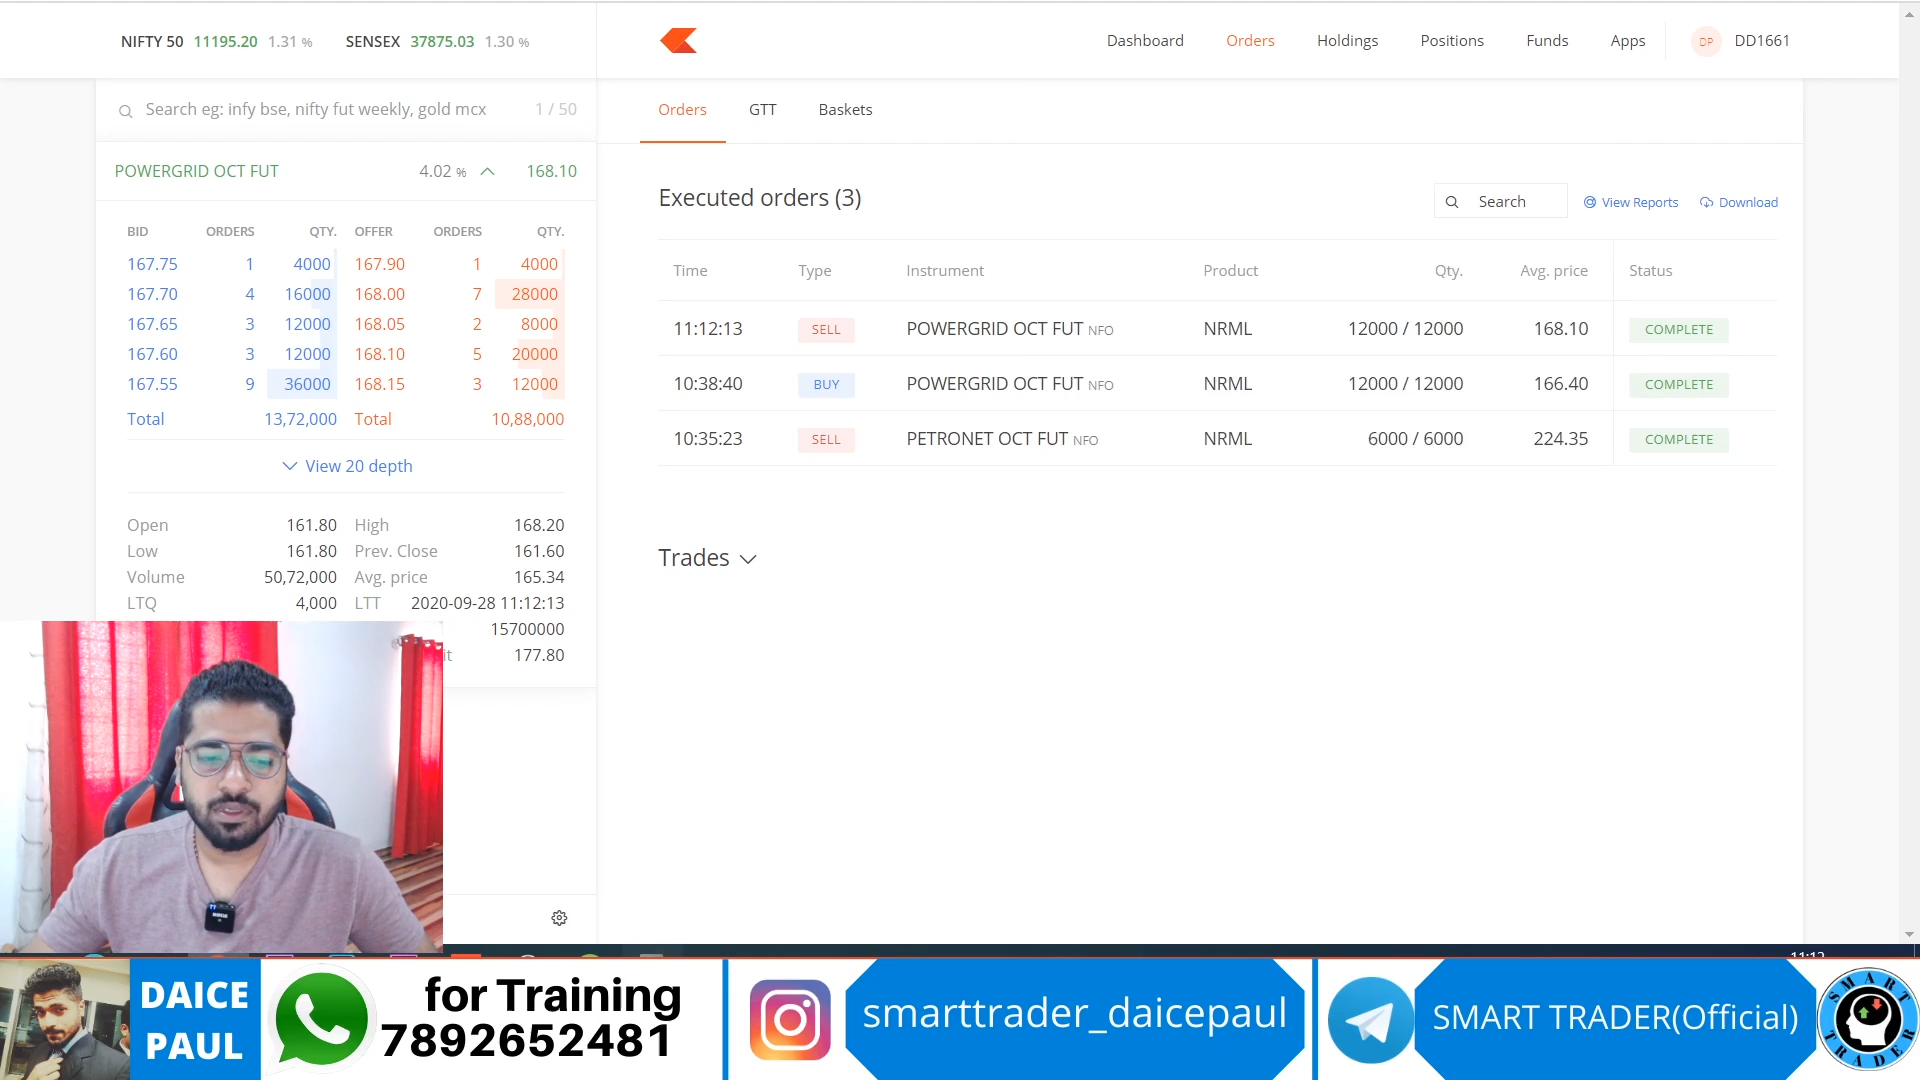 NIFTY 50 11195.20 1.31 % SENSEX 37875.03 1.30 %
Dashboard Orders Holdings Positions Funds Apps DP DD1661
Search eg: infy bse, nifty fut weekly, gold mcx 1 / 50
Orders GTT Baskets
POWERGRID OCT FUT 4.02 % 168.10
BID ORDERS QTY. OFFER ORDERS QTY.
167.75 1 4000 167.90 1 4000
167.70 4 16000 168.00 7 28000
167.65 3 12000 168.05 2 8000
167.60 3 12000 168.10 5 20000
167.55 9 36000 168.15 3 12000
Total 13,72,000 Total 10,88,000
View 20 depth
Open 161.80 High 168.20
Low 161.80 Prev. Close 161.60
Volume 50,72,000 Avg. price 165.34
LTQ 4,000 LTT 2020-09-28 11:12:13
15700000
177.80
Executed orders (3)
Search View Reports Download
Time Type Instrument Product Qty. Avg. price Status
11:12:13 SELL POWERGRID OCT FUT NFO NRML 12000 / 12000 168.10 COMPLETE
10:38:40 BUY POWERGRID OCT FUT NFO NRML 12000 / 12000 166.40 COMPLETE
10:35:23 SELL PETRONET OCT FUT NFO NRML 6000 / 6000 224.35 COMPLETE
Trades
DAICE
PAUL
for Training
7892652481
smarttrader_daicepaul
SMART TRADER(Official)
SMART
TRADER